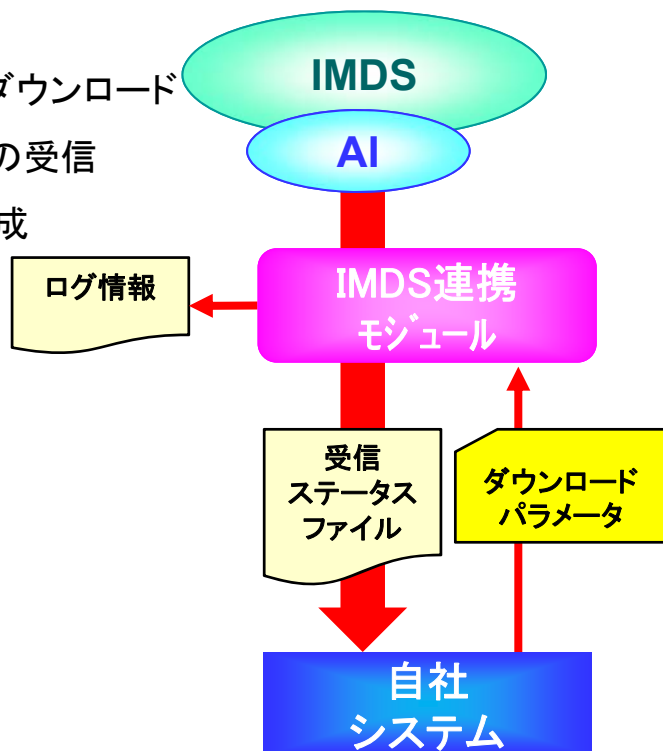 IMDS
ダウンロード
の受信
AI
成
ログ情報
IMDS連携
モジュール
受信
ステータス
ファイル
ダウンロード
パラメータ
自社
システム